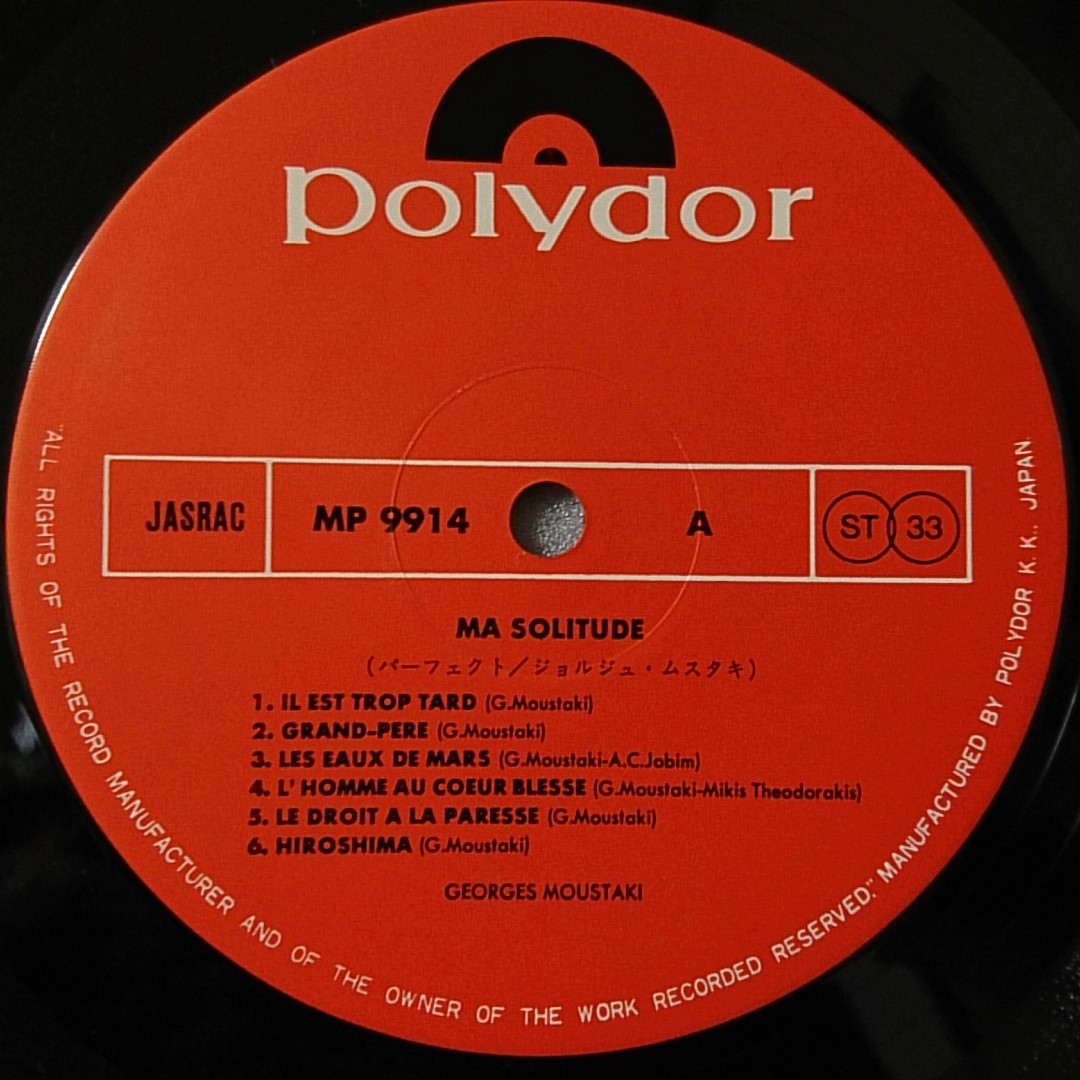 polydor
JASRAC MP 9914 A ST 33
MA SOLITUDE
(パーフェクト/ジョルジュ・ムスタキ)
1. IL EST TROP TARD (G.Moustaki)
2. GRAND-PERE (G.Moustaki)
3. LES EAUX DE MARS (G.Moustaki-A.C.Jobim)
4. L' HOMME AU COEUR BLESSE (G.Moustaki-Mikis Theodorakis)
5. LE DROIT A LA PARESSE (G.Moustaki)
6. HIROSHIMA (G.Moustaki)
GEORGES MOUSTAKI
"ALL RIGHTS OF THE RECORD MANUFACTURER AND OF THE OWNER OF THE WORK RECORDED RESERVED." MANUFACTURED BY POLYDOR K.K., JAPAN.